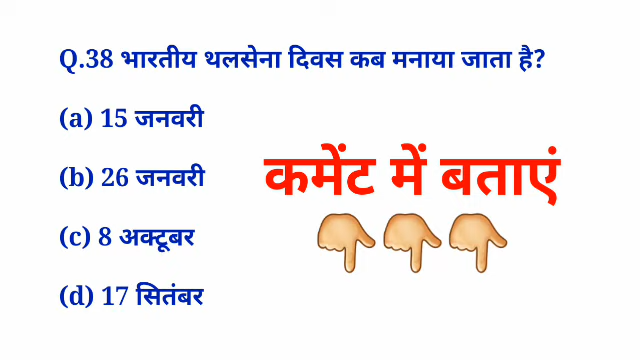 Q.38 भारतीय थलसेना दिवस कब मनाया जाता है?
(a) 15 जनवरी
(b) 26 जनवरी
कमेंट में बताएं
(c) 8 अक्टूबर
(d) 17 सितंबर